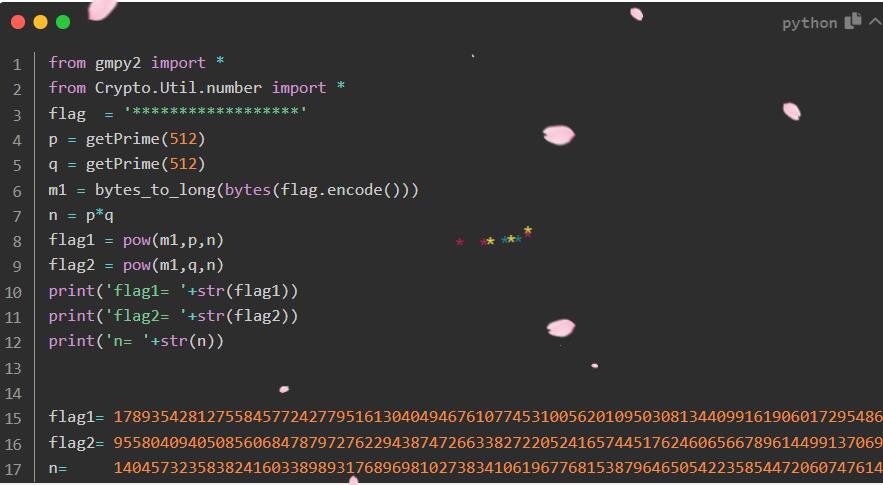 python
1 from gmpy2 import *
2 from Crypto.Util.number import *
3 flag  = '******************'
4 p = getPrime(512)
5 q = getPrime(512)
6 m1 = bytes_to_long(bytes(flag.encode()))
7 n = p*q
8 flag1 = pow(m1,p,n)
9 flag2 = pow(m1,q,n)
10 print('flag1= '+str(flag1))
11 print('flag2= '+str(flag2))
12 print('n= '+str(n))
13
14
15 flag1= 17893542812755845772427795161304049467610774531005620109503081344099161906017295486
16 flag2= 95580409405085606847879727622943874726633827220524165744517624606566789614499137069
17 n=     14045732358382416033898931768969810273834106196776815387964650542235854472060747614